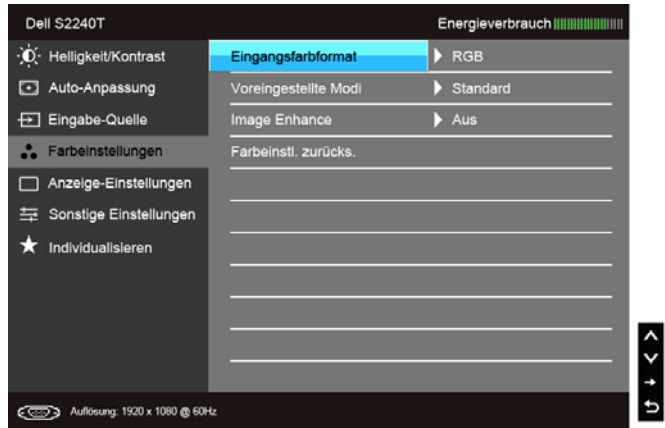 Dell S2240T Energieverbrauch
Helligkeit/Kontrast Eingangsfarbformat RGB
Auto-Anpassung Voreingestellte Modi Standard
Eingabe-Quelle Image Enhance Aus
Farbeinstellungen Farbeinstl. zurücks.
Anzeige-Einstellungen
Sonstige Einstellungen
Individualisieren
Auflösung: 1920 x 1080 @ 60Hz